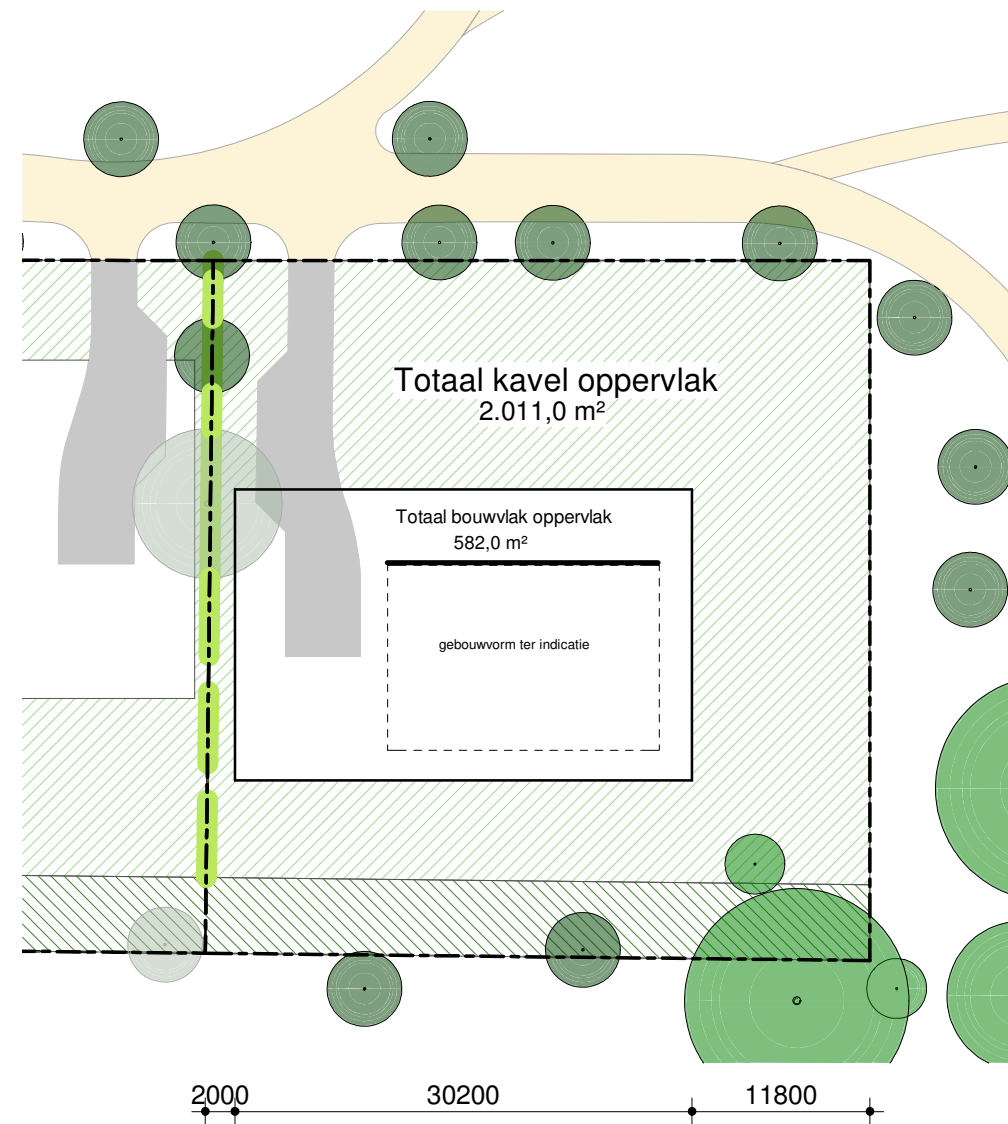 Totaal kavel oppervlak
2.011,0 m²
Totaal bouwvlak oppervlak
582,0 m²
gebouwvorm ter indicatie
2000 30200 11800